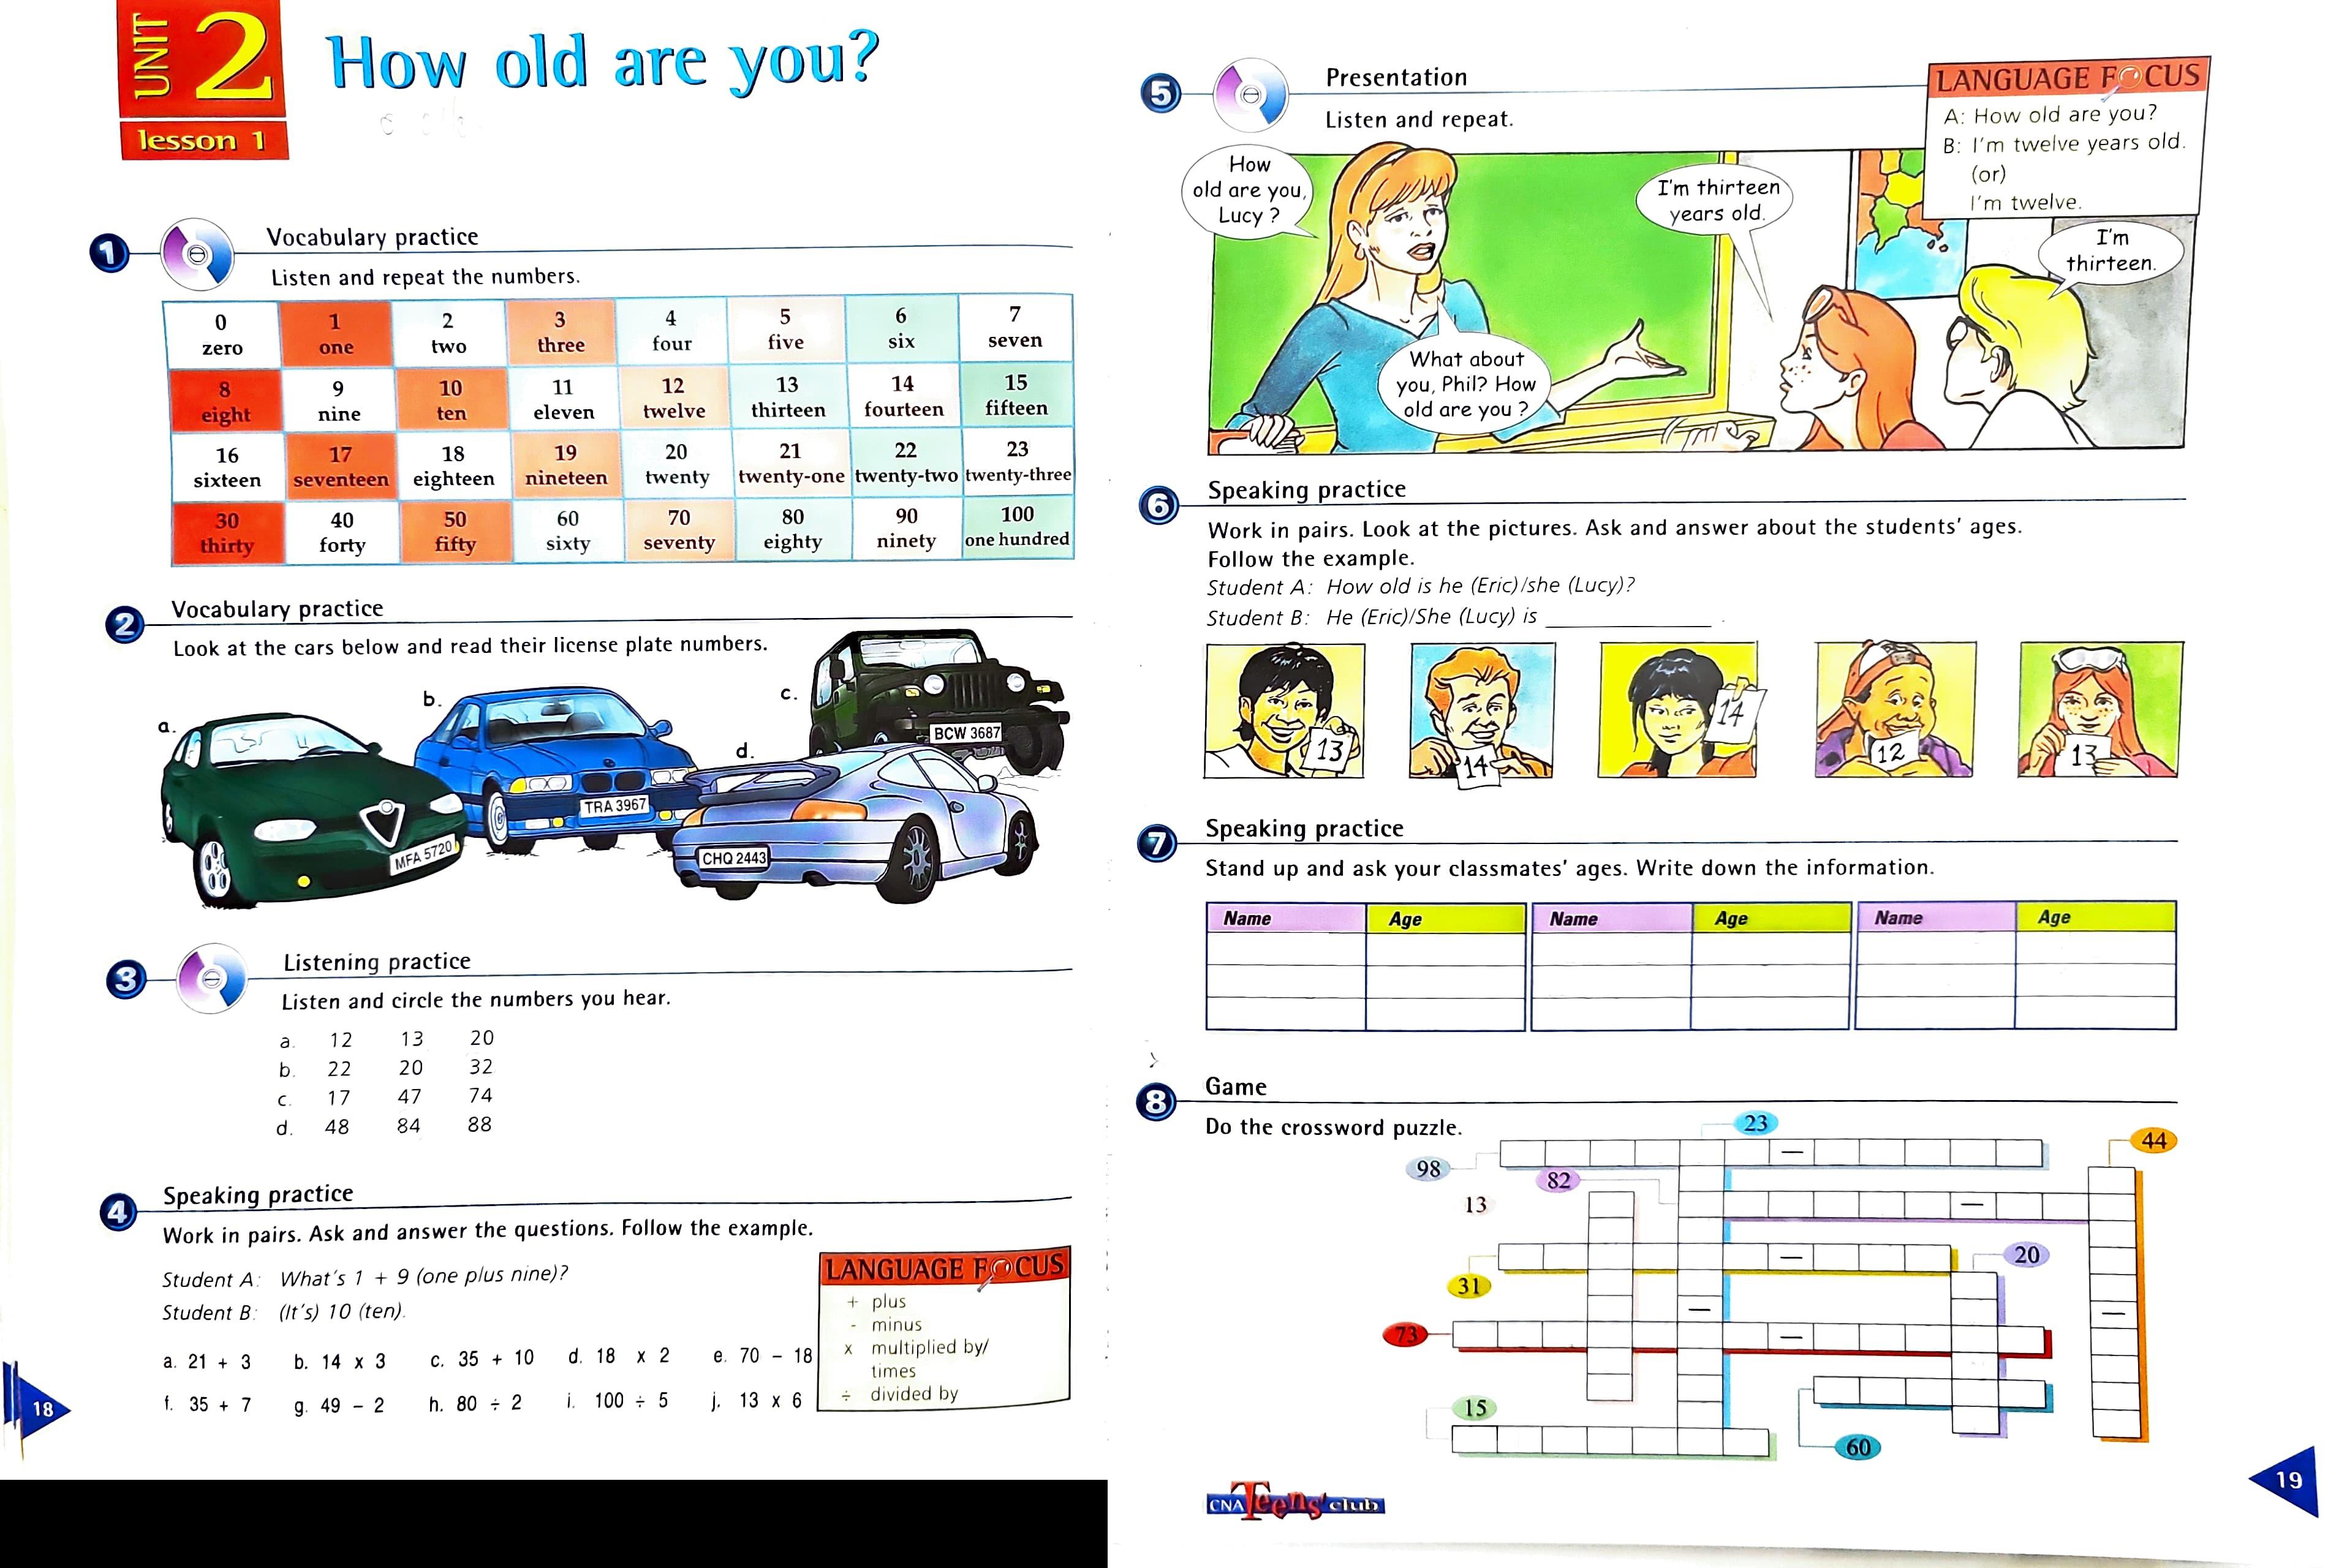 UNIT 2
lesson 1
How old are you?
1
Vocabulary practice
Listen and repeat the numbers.
0 1 2 3 4 5 6 7
zero one two three four five six seven
8 9 10 11 12 13 14 15
eight nine ten eleven twelve thirteen fourteen fifteen
16 17 18 19 20 21 22 23
sixteen seventeen eighteen nineteen twenty twenty-one twenty-two twenty-three
30 40 50 60 70 80 90 100
thirty forty fifty sixty seventy eighty ninety one hundred
2
Vocabulary practice
Look at the cars below and read their license plate numbers.
a.
MFA 5720
b.
TRA 3967
c.
BCW 3687
d.
CHQ 2443
3
Listening practice
Listen and circle the numbers you hear.
a. 12 13 20
b. 22 20 32
c. 17 47 74
d. 48 84 88
4
Speaking practice
Work in pairs. Ask and answer the questions. Follow the example.
Student A: What's 1 + 9 (one plus nine)?
Student B: (It's) 10 (ten).
a. 21 + 3 b. 14 x 3 c. 35 + 10 d. 18 x 2 e. 70 - 18
f. 35 + 7 g. 49 - 2 h. 80 ÷ 2 i. 100 ÷ 5 j. 13 x 6
LANGUAGE FOCUS
+ plus
- minus
x multiplied by/
times
÷ divided by
18
5
Presentation
Listen and repeat.
LANGUAGE FOCUS
A: How old are you?
B: I'm twelve years old.
(or)
I'm twelve.
How
old are you,
Lucy ?
I'm thirteen
years old.
What about
you, Phil? How
old are you ?
I'm
thirteen.
6
Speaking practice
Work in pairs. Look at the pictures. Ask and answer about the students' ages.
Follow the example.
Student A: How old is he (Eric)/she (Lucy)?
Student B: He (Eric)/She (Lucy) is ____________ .
13
14
14
12
13
7
Speaking practice
Stand up and ask your classmates' ages. Write down the information.
Name Age Name Age Name Age
8
Game
Do the crossword puzzle.
23
44
98
82
13
20
31
73
15
60
CNA Teens' club
19